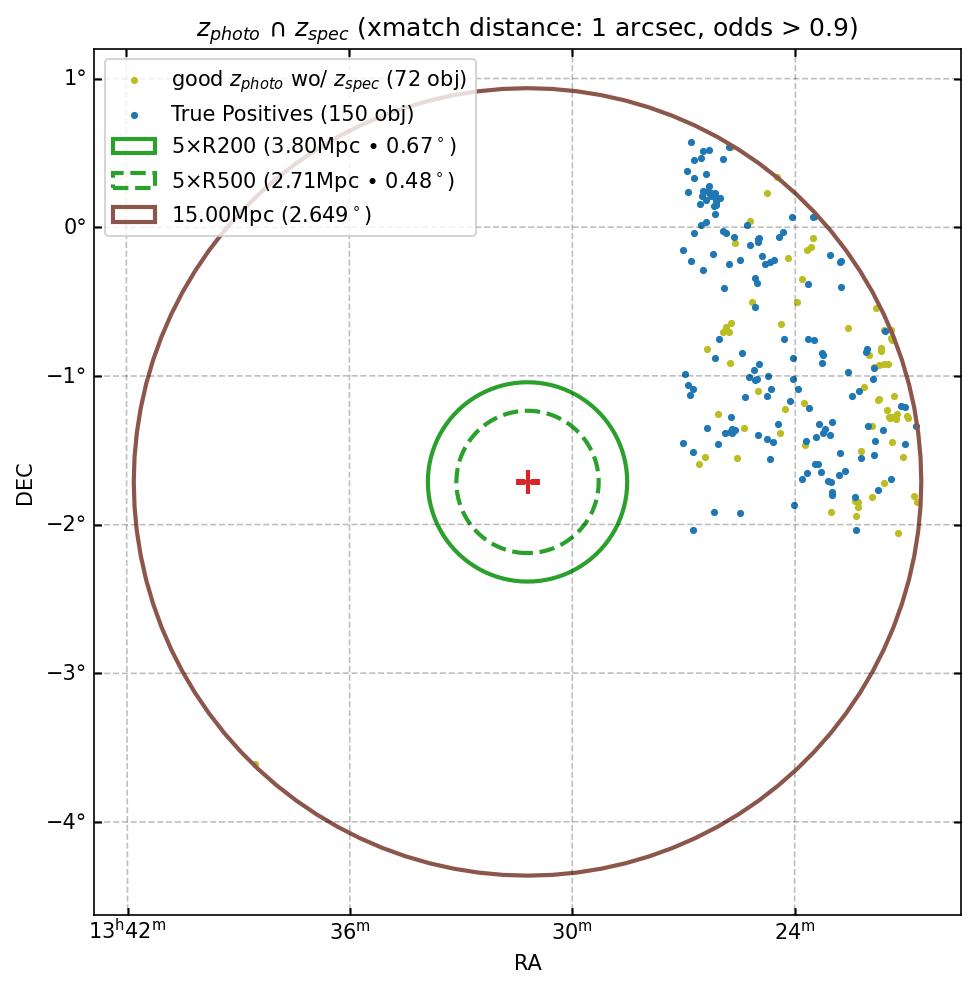 z_photo ∩ z_spec (xmatch distance: 1 arcsec, odds > 0.9)
good z_photo wo/ z_spec (72 obj)
True Positives (150 obj)
5×R200 (3.80Mpc • 0.67°)
5×R500 (2.71Mpc • 0.48°)
15.00Mpc (2.649°)
1°
0°
−1°
−2°
−3°
−4°
DEC
13h42m 36m 30m 24m
RA